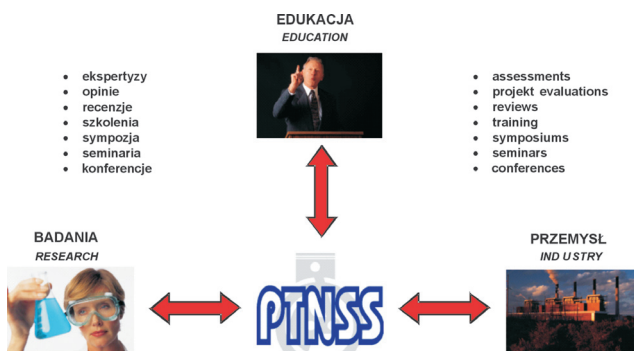 EDUKACJA
EDUCATION
• ekspertyzy
• opinie
• recenzje
• szkolenia
• sympozja
• seminaria
• konferencje
• assessments
• projekt evaluations
• reviews
• training
• symposiums
• seminars
• conferences
BADANIA
RESEARCH
PRZEMYSŁ
IND USTRY
PTNSS